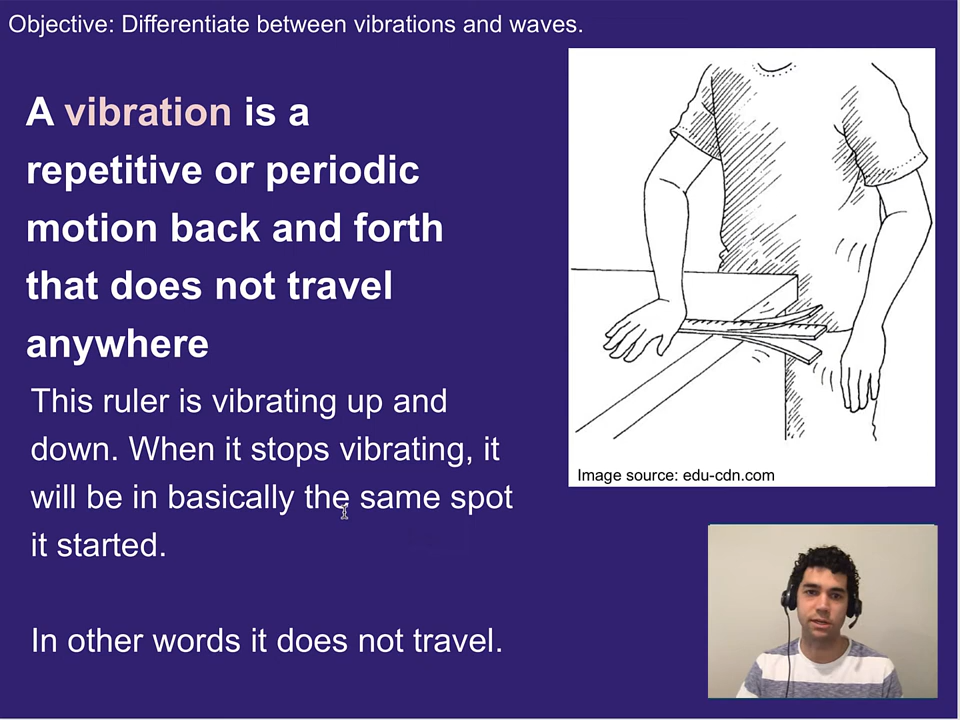 Objective: Differentiate between vibrations and waves.
A vibration is a
repetitive or periodic
motion back and forth
that does not travel
anywhere
This ruler is vibrating up and
down. When it stops vibrating, it
will be in basically the same spot
it started.
In other words it does not travel.
Image source: edu-cdn.com